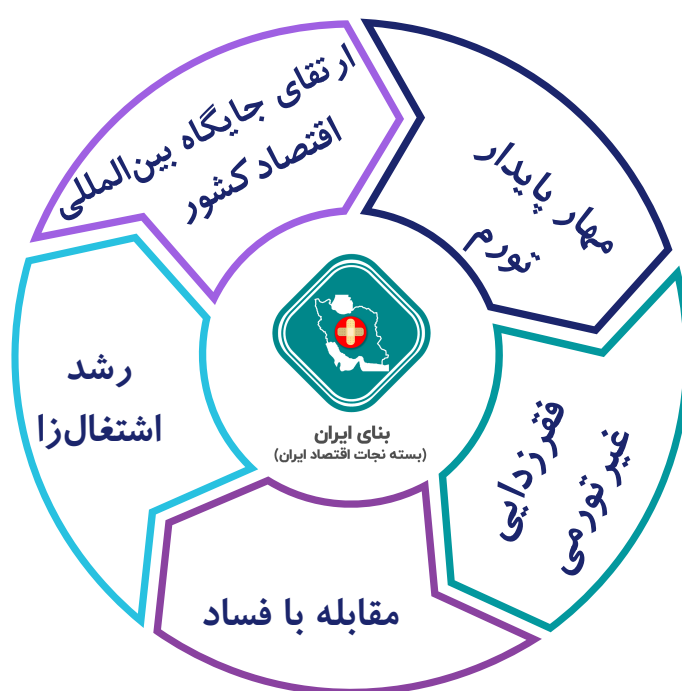 ارتقای جایگاه بین‌المللی
اقتصاد کشور
مهار پایدار
تورم
رشد
اشتغال‌زا
فقرزدایی
غیرتورمی
مقابله با فساد
بنای ایران
(بسته نجات اقتصاد ایران)